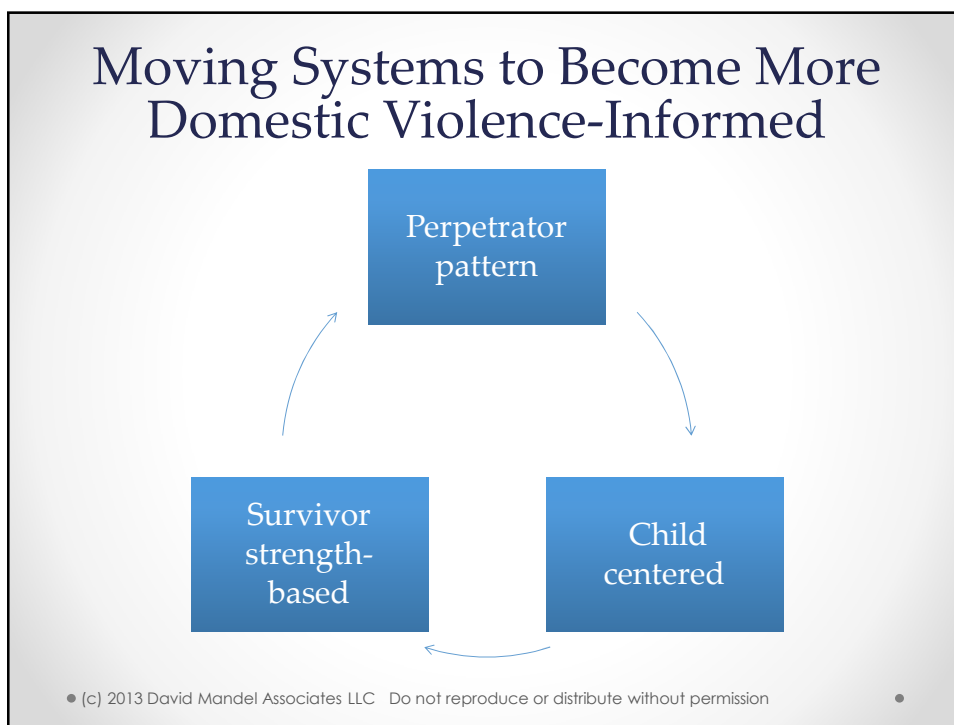 Moving Systems to Become More
Domestic Violence-Informed
Perpetrator
pattern
Survivor
strength-
based
Child
centered
(c) 2013 David Mandel Associates LLC Do not reproduce or distribute without permission